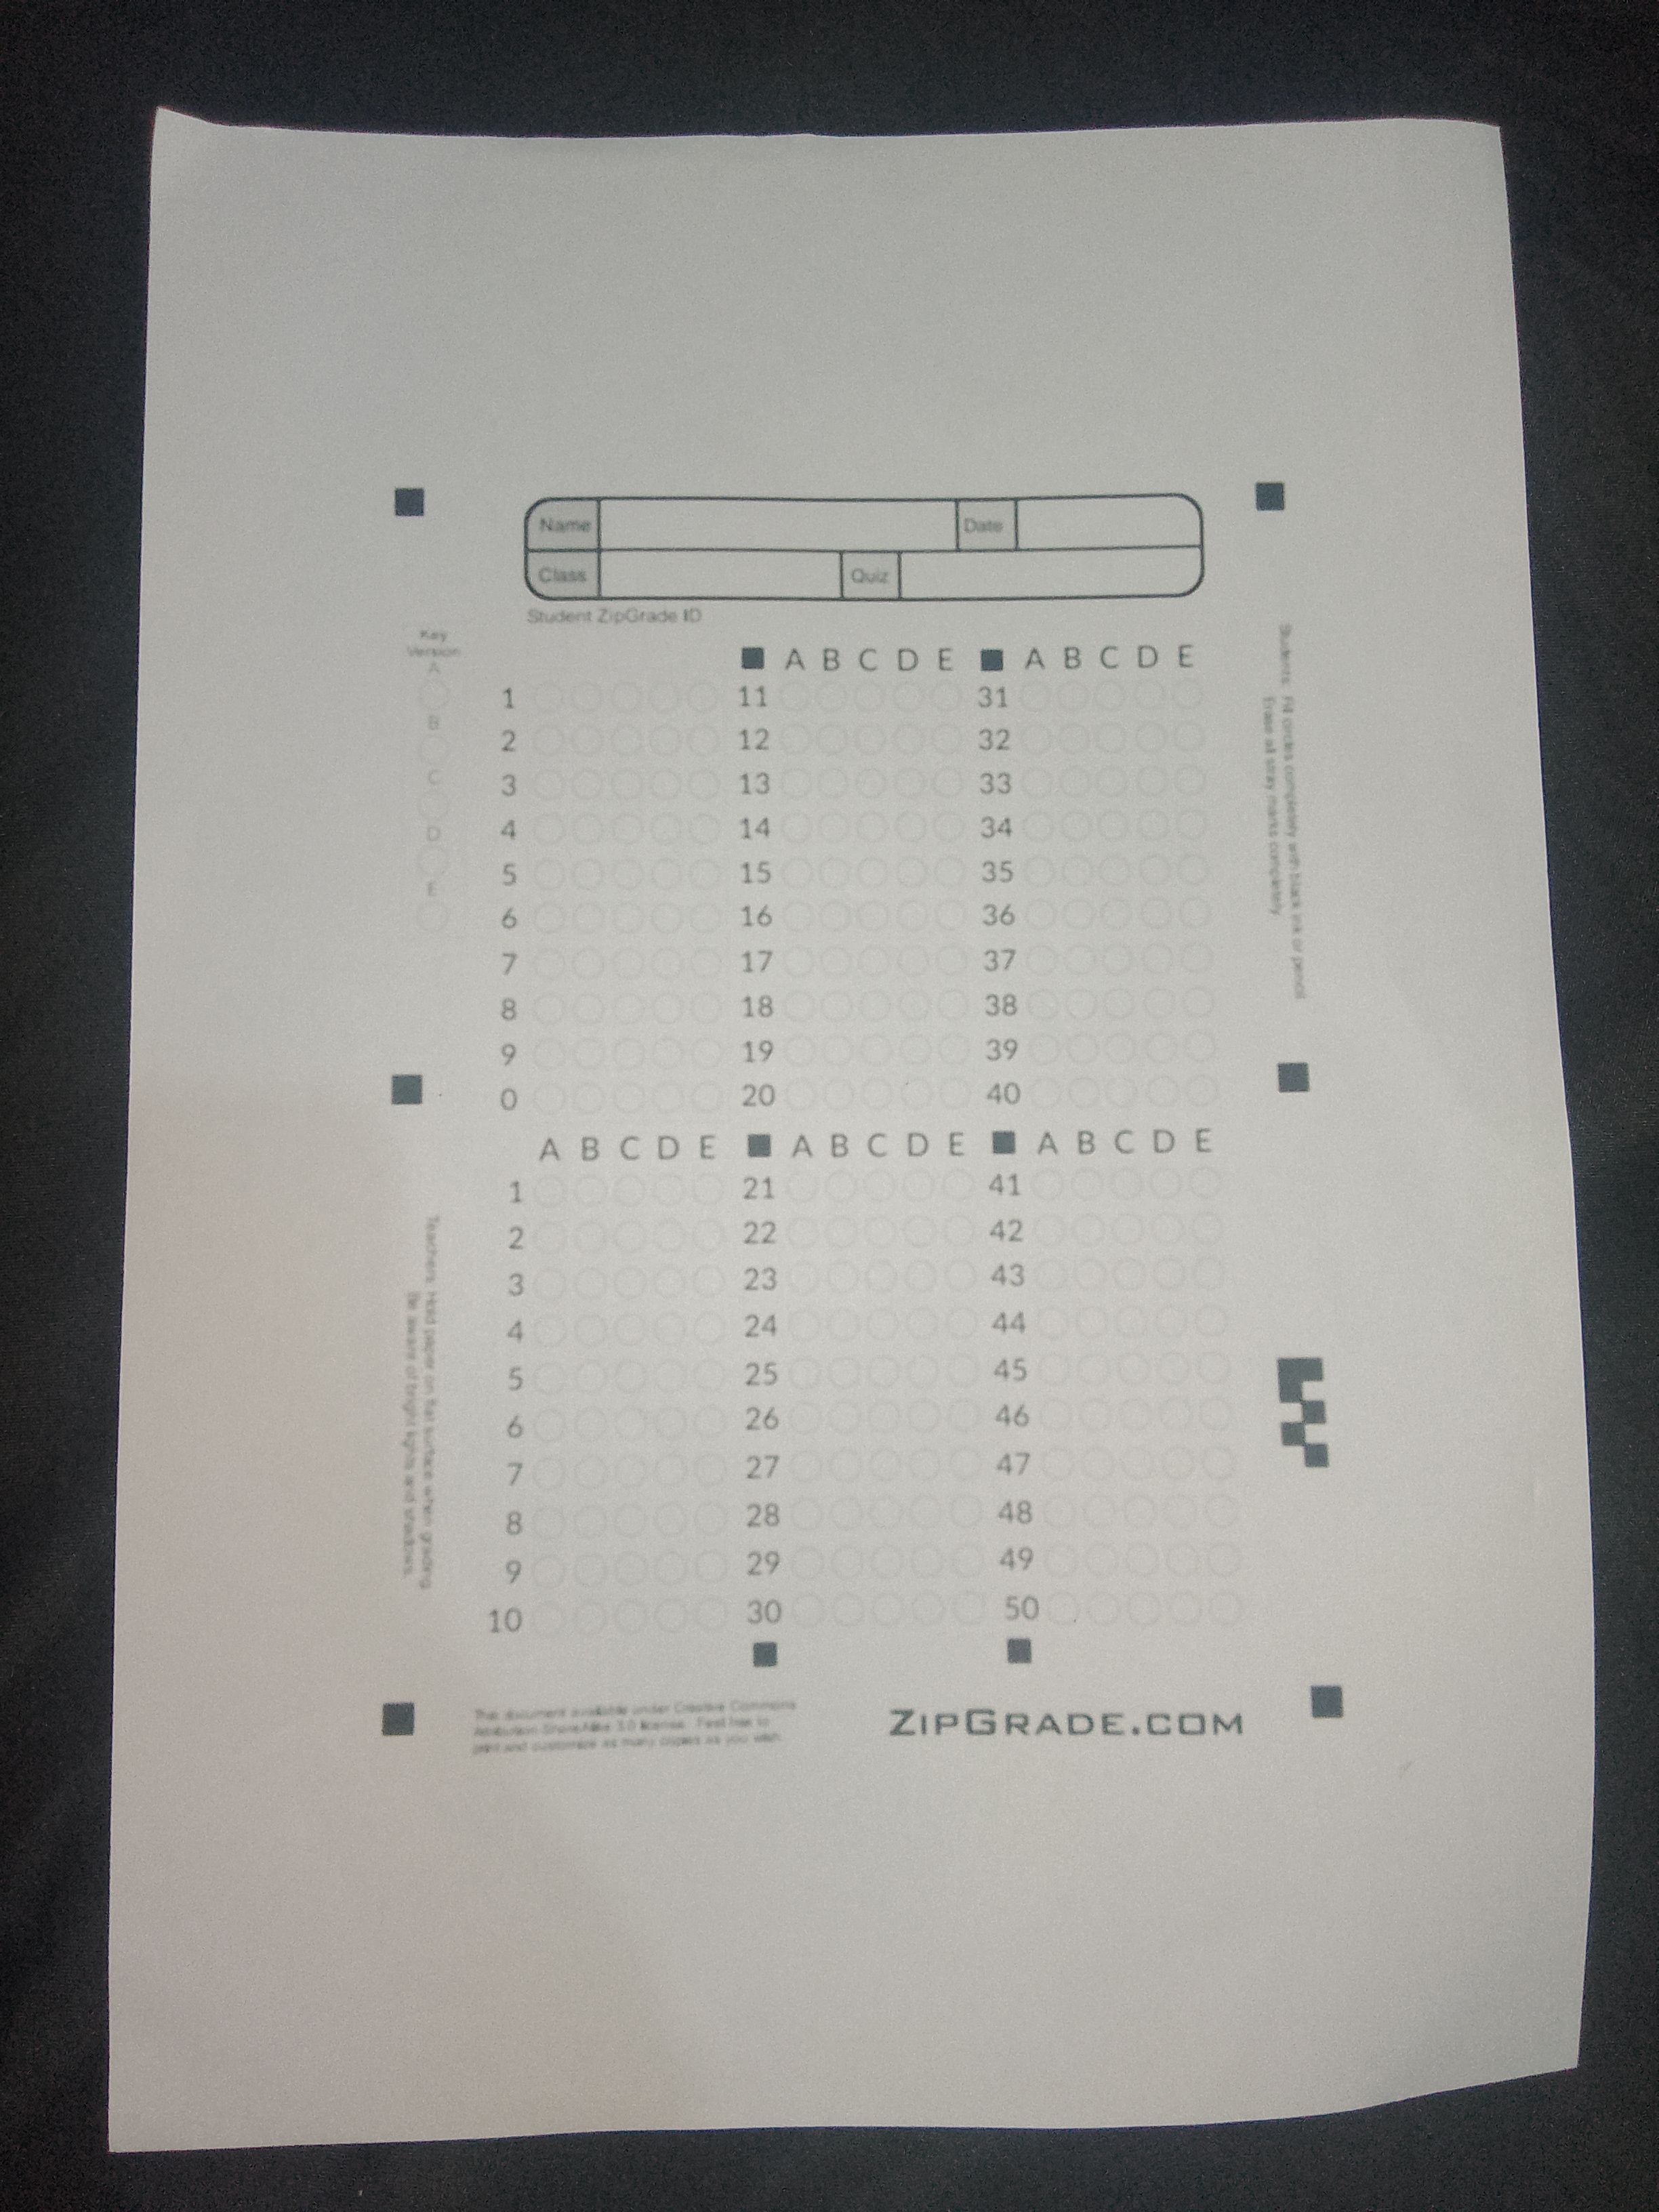 Name
Date
Class
Quiz
Student ZipGrade ID
Key
Version
A
B
C
D
E
A B C D E
A B C D E
1 11 31
2 12 32
3 13 33
4 14 34
5 15 35
6 16 36
7 17 37
8 18 38
9 19 39
0 20 40
A B C D E
A B C D E
A B C D E
1 21 41
2 22 42
3 23 43
4 24 44
5 25 45
6 26 46
7 27 47
8 28 48
9 29 49
10 30 50
Students: Fill circles completely with black ink or pencil
Erase all stray marks completely
Teachers: Hold paper on flat surface when grading
Be aware of bright lights and shadows.
This document available under Creative Commons
Attribution-ShareAlike 3.0 license. Feel free to
print and customize as many copies as you wish.
ZIPGRADE.COM